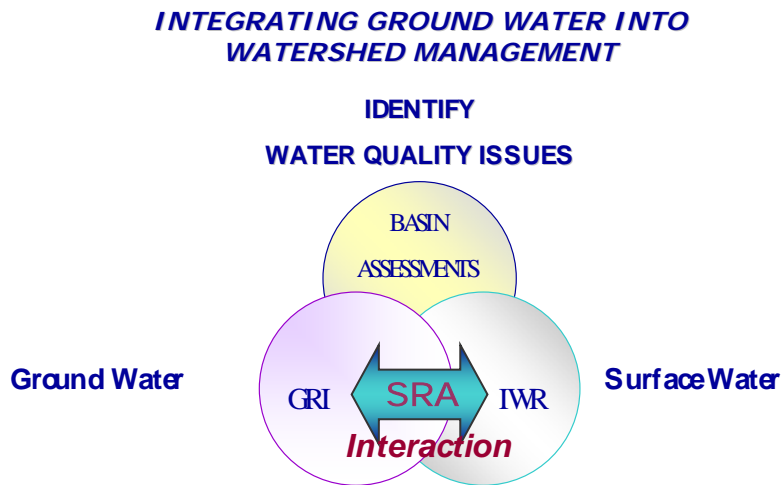 INTEGRATING GROUND WATER INTO
WATERSHED MANAGEMENT
IDENTIFY
WATER QUALITY ISSUES
BASIN
ASSESSMENTS
Ground Water
GRI
SRA
IWR
Surface Water
Interaction